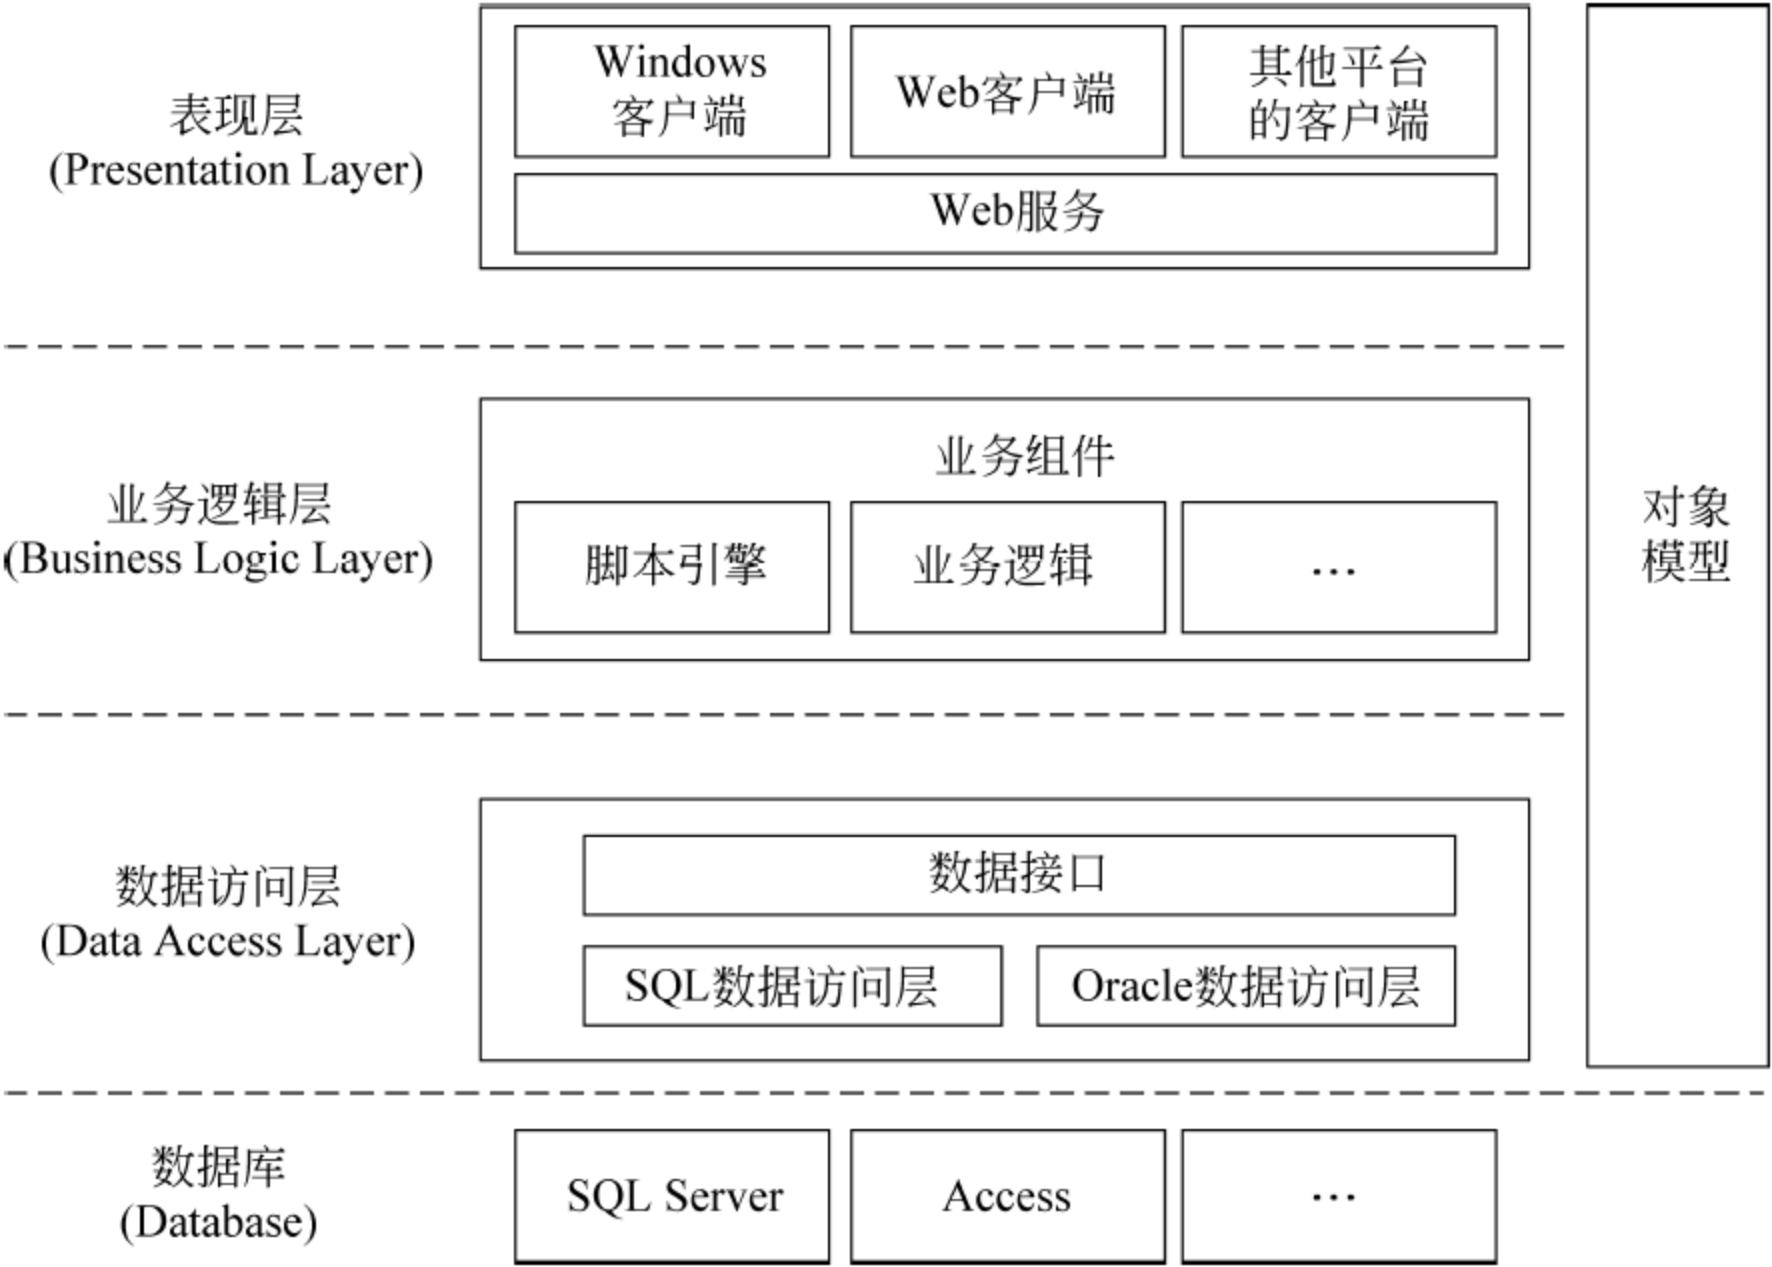 表现层
(Presentation Layer)
Windows
客户端
Web客户端
其他平台
的客户端
Web服务
业务逻辑层
(Business Logic Layer)
业务组件
脚本引擎
业务逻辑
…
对象
模型
数据访问层
(Data Access Layer)
数据接口
SQL数据访问层
Oracle数据访问层
数据库
(Database)
SQL Server
Access
…